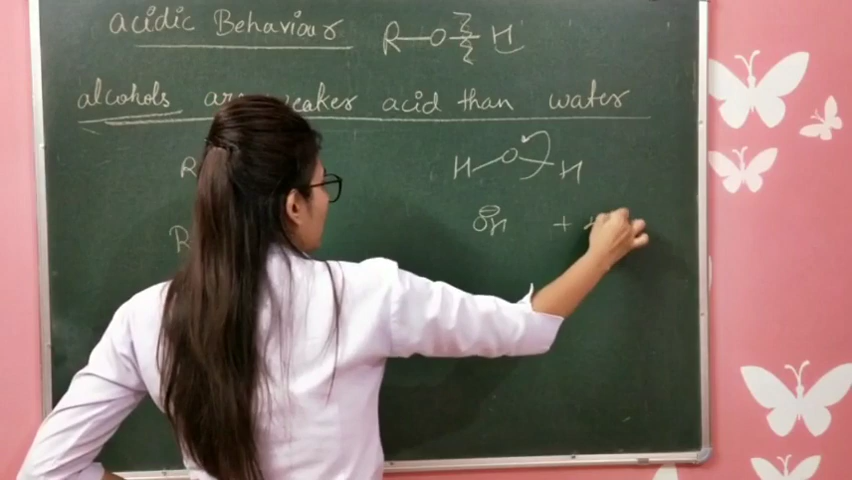 acidic Behaviour R—O—H
alcohols are weaker acid than water
R H—O—H
R OH +